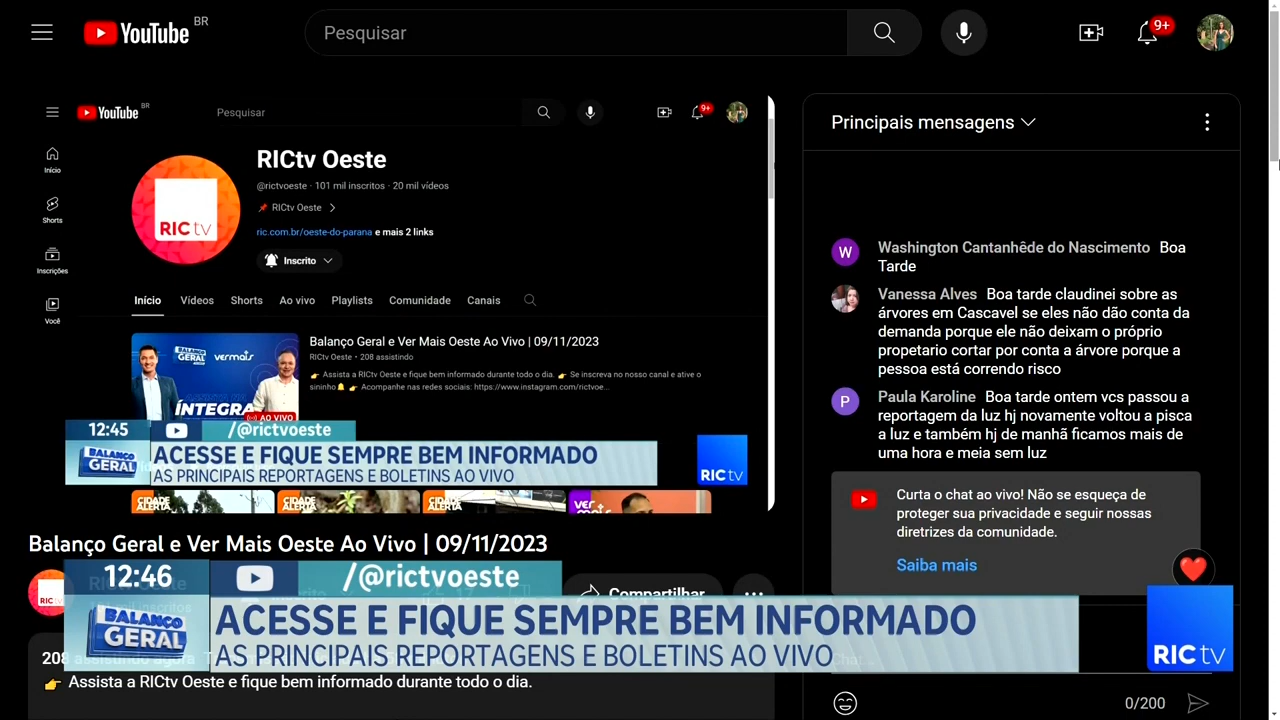 YouTube BR
Pesquisar
9+
YouTube BR
Pesquisar
9+
RICtv Oeste
@rictvoeste · 101 mil inscritos · 20 mil vídeos
RICtv Oeste
ric.com.br/oeste-do-parana e mais 2 links
Inscrito
RIC tv
Início
Shorts
Inscrições
Você
Início Vídeos Shorts Ao vivo Playlists Comunidade Canais
Balanço Geral e Ver Mais Oeste Ao Vivo | 09/11/2023
RICtv Oeste • 208 assistindo
👉 Assista a RICtv Oeste e fique bem informado durante todo o dia. 👉 Se inscreva no nosso canal e ative o
sininho🔔 👉 Acompanhe nas redes sociais: https://www.instagram.com/rictvoe...
BALANÇO GERAL vermais
ÍNTEGRA
AO VIVO
12:45 /@rictvoeste
BALANÇO GERAL
ACESSE E FIQUE SEMPRE BEM INFORMADO
AS PRINCIPAIS REPORTAGENS E BOLETINS AO VIVO
RIC tv
CIDADE ALERTA
CIDADE ALERTA
CIDADE ALERTA
ver mais
Principais mensagens
Washington Cantanhêde do Nascimento Boa
Tarde
Vanessa Alves Boa tarde claudinei sobre as
árvores em Cascavel se eles não dão conta da
demanda porque ele não deixam o próprio
propetario cortar por conta a árvore porque a
pessoa está correndo risco
Paula Karoline Boa tarde ontem vcs passou a
reportagem da luz hj novamente voltou a pisca
a luz e também hj de manhã ficamos mais de
uma hora e meia sem luz
Curta o chat ao vivo! Não se esqueça de
proteger sua privacidade e seguir nossas
diretrizes da comunidade.
Saiba mais
0/200
Balanço Geral e Ver Mais Oeste Ao Vivo | 09/11/2023
RIC
Compartilhar
12:46 /@rictvoeste
BALANÇO GERAL
ACESSE E FIQUE SEMPRE BEM INFORMADO
AS PRINCIPAIS REPORTAGENS E BOLETINS AO VIVO
RIC tv
208 assistindo agora
👉 Assista a RICtv Oeste e fique bem informado durante todo o dia.